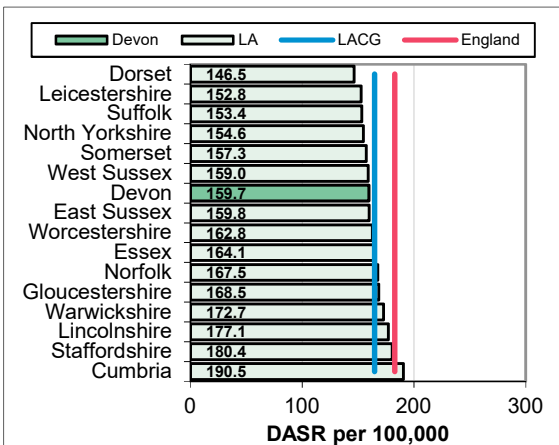 Devon LA LACG England
Dorset 146.5
Leicestershire 152.8
Suffolk 153.4
North Yorkshire 154.6
Somerset 157.3
West Sussex 159.0
Devon 159.7
East Sussex 159.8
Worcestershire 162.8
Essex 164.1
Norfolk 167.5
Gloucestershire 168.5
Warwickshire 172.7
Lincolnshire 177.1
Staffordshire 180.4
Cumbria 190.5
0 100 200 300
DASR per 100,000